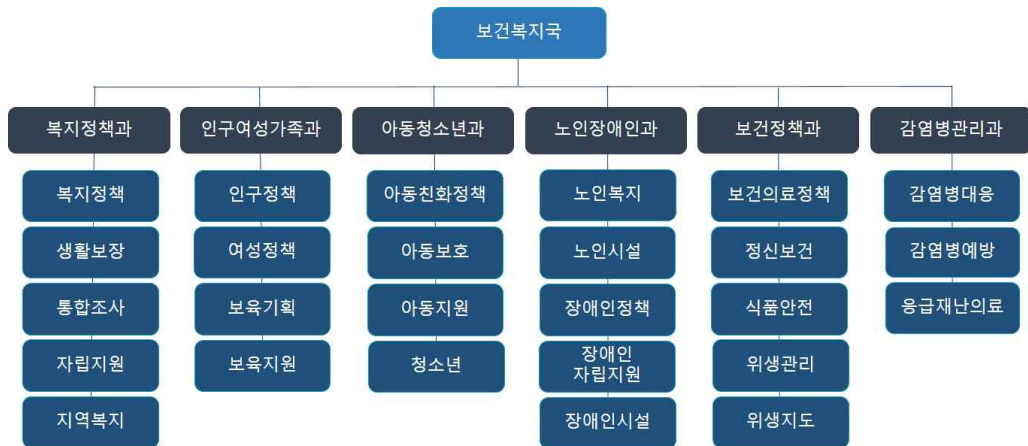 보건복지국
복지정책과
인구여성가족과
아동청소년과
노인장애인과
보건정책과
감염병관리과
복지정책
생활보장
통합조사
자립지원
지역복지
인구정책
여성정책
보육기획
보육지원
아동친화정책
아동보호
아동지원
청소년
노인복지
노인시설
장애인정책
장애인
자립지원
장애인시설
보건의료정책
정신보건
식품안전
위생관리
위생지도
감염병대응
감염병예방
응급재난의료